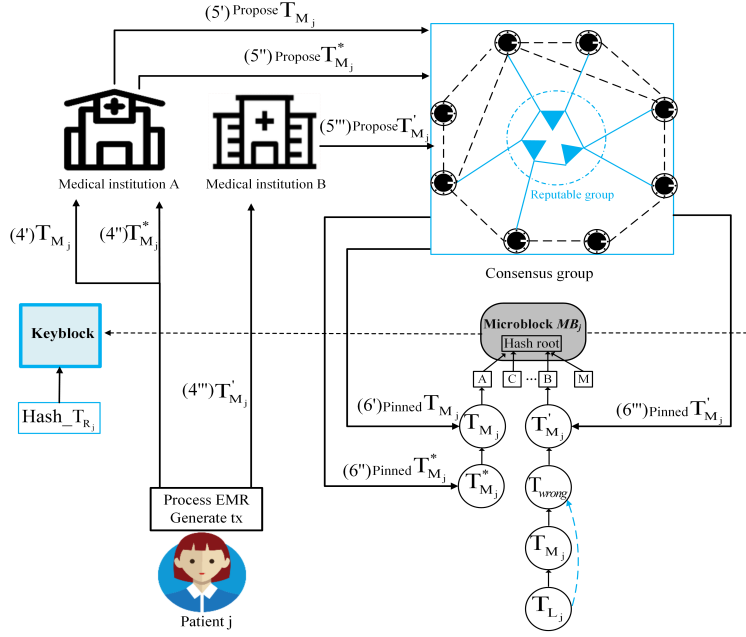 (5') Propose T_{M_j}
(5'') Propose T^*_{M_j}
(5''') Propose T^'_{M_j}
Medical institution A
Medical institution B
Reputable group
Consensus group
(4') T_{M_j}
(4'') T^*_{M_j}
Keyblock
Hash_T_{R_j}
(4''') T^'_{M_j}
Microblock MB_j
Hash root
A
C
...
B
M
(6') Pinned T_{M_j}
T_{M_j}
T^'_{M_j}
(6''') Pinned T^'_{M_j}
(6'') Pinned T^*_{M_j}
T^*_{M_j}
T_{wrong}
T_{M_j}
T_{L_j}
Process EMR
Generate tx
Patient j